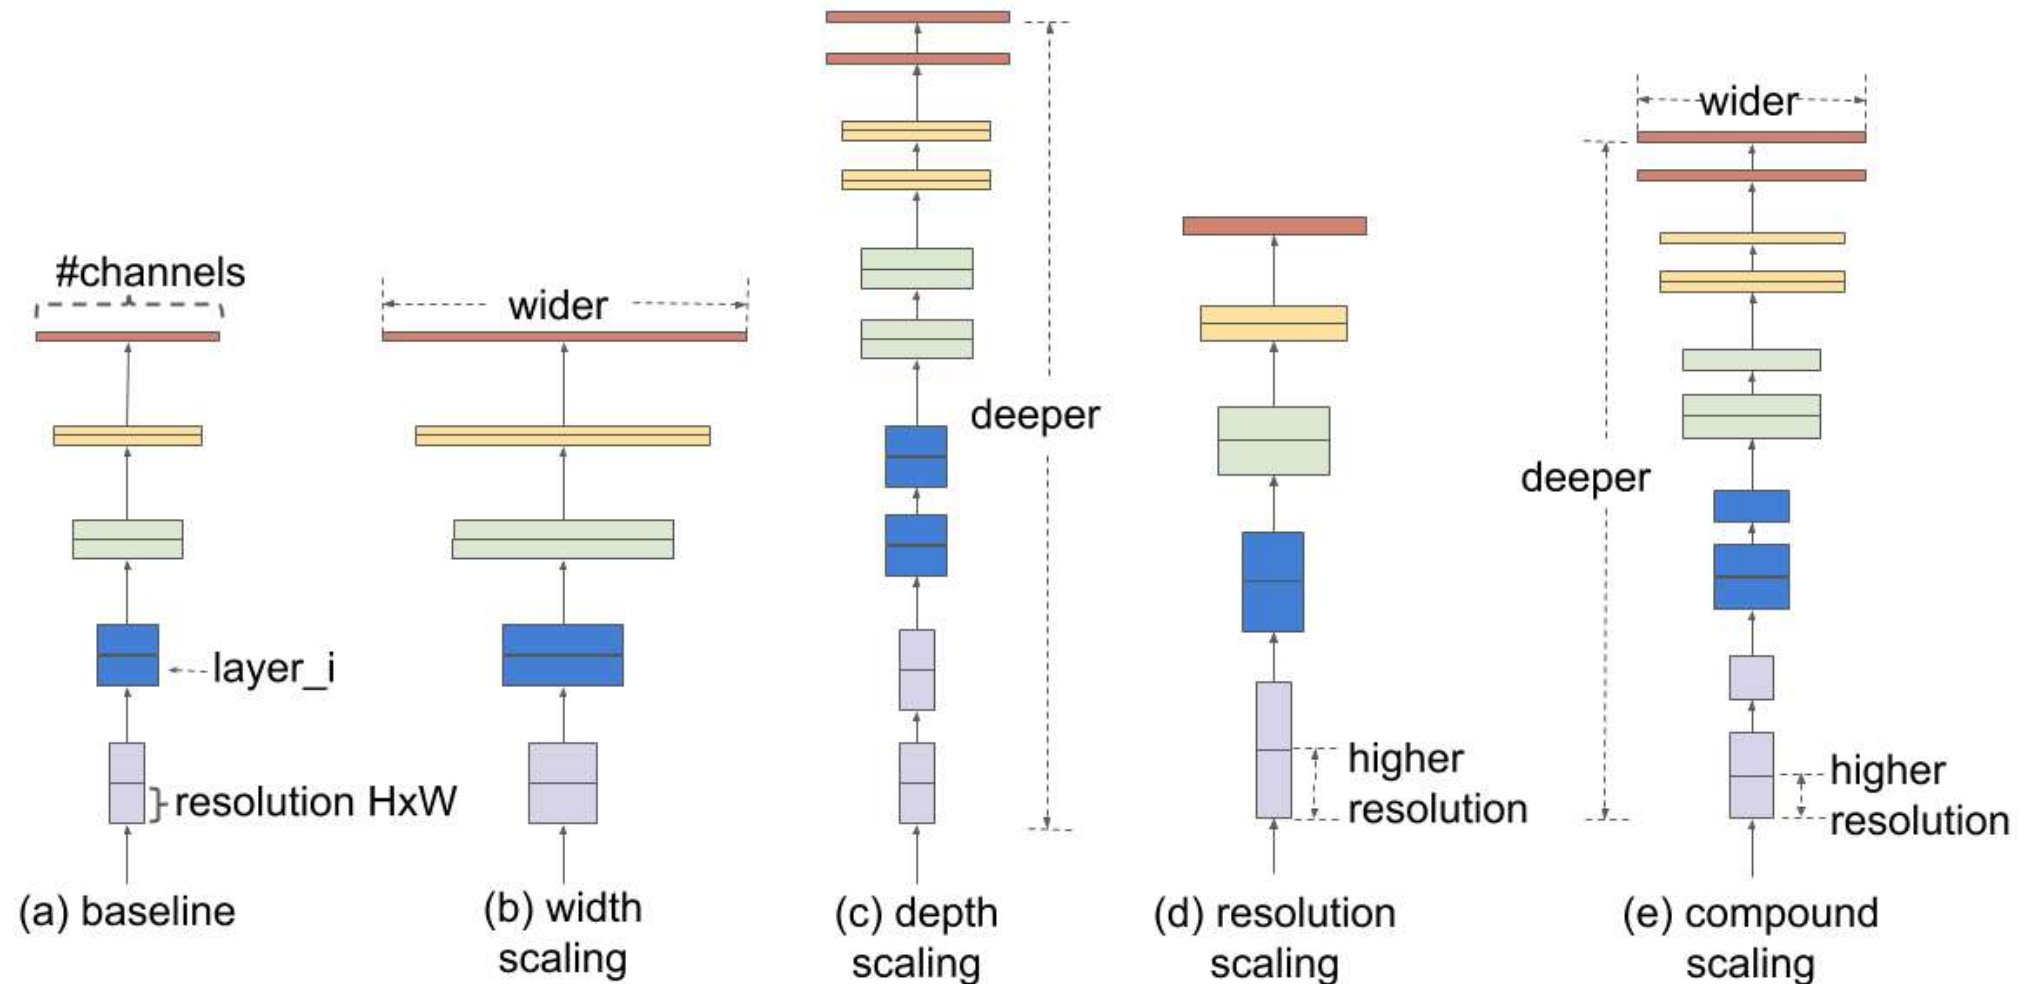 #channels
layer_i
resolution HxW
(a) baseline
wider
(b) width
scaling
deeper
(c) depth
scaling
higher
resolution
(d) resolution
scaling
wider
deeper
higher
resolution
(e) compound
scaling